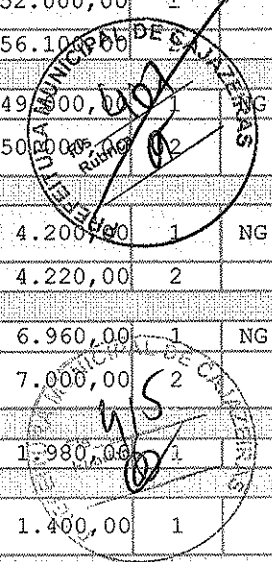 52.000,00 1
56.100,00
49.000,00 1 NG
50.000,00 2
4.200,00 1 NG
4.220,00 2
6.960,00 1 NG
7.000,00 2
1.980,00 1
1.400,00 1
PREFEITURA MUNICIPAL DE CAJAZEIRAS
Rubrica